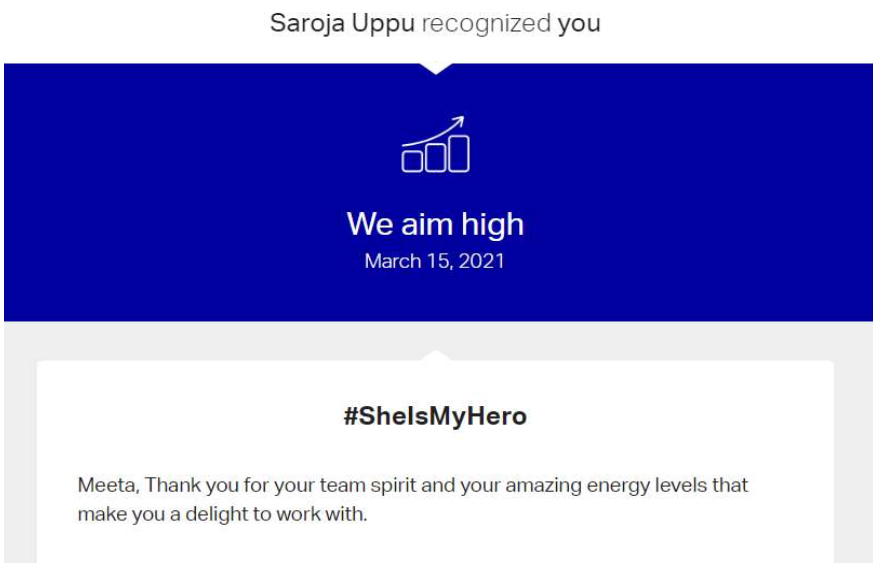 Saroja Uppu recognized you
We aim high
March 15, 2021
#SheIsMyHero
Meeta, Thank you for your team spirit and your amazing energy levels that
make you a delight to work with.